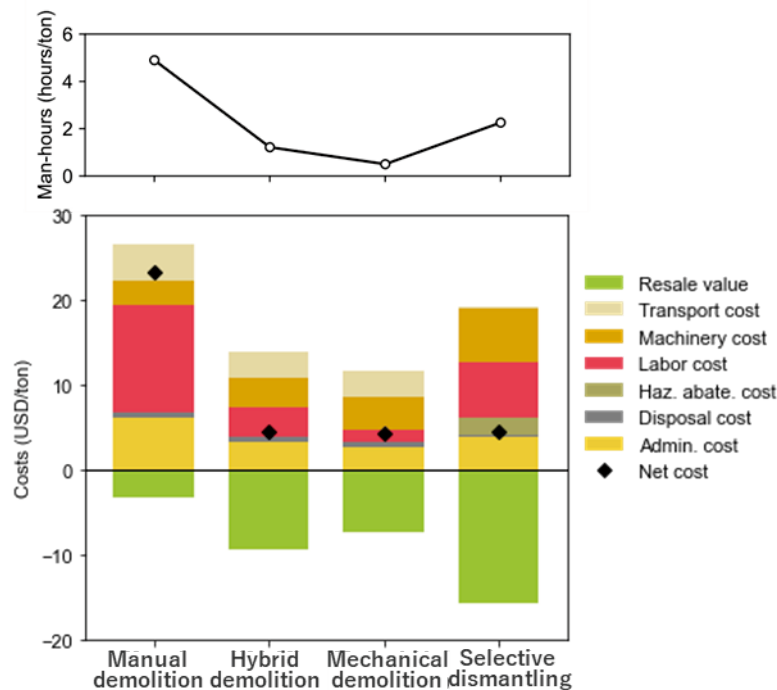 Man-hours (hours/ton)
6
4
2
0
Costs (USD/ton)
30
20
10
0
−10
−20
Manual
demolition
Hybrid
demolition
Mechanical
demolition
Selective
dismantling
Resale value
Transport cost
Machinery cost
Labor cost
Haz. abate. cost
Disposal cost
Admin. cost
Net cost